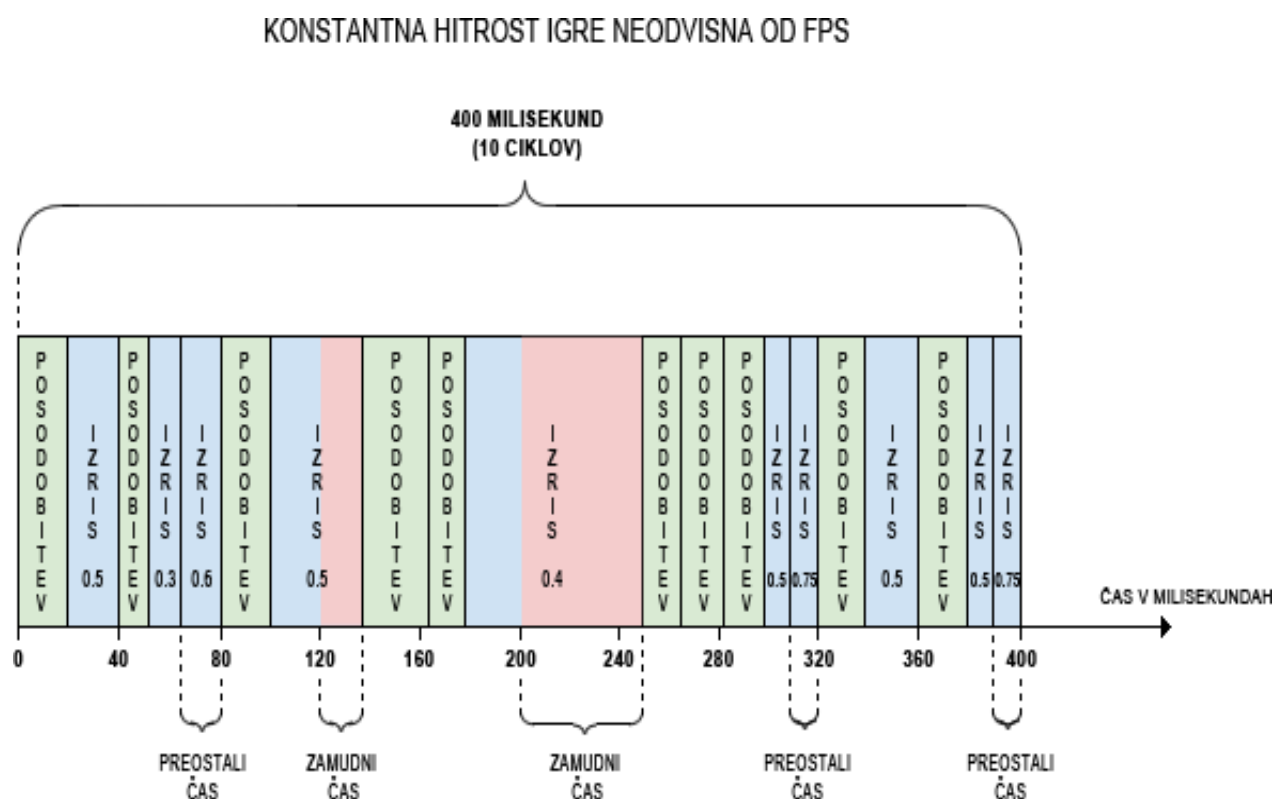 KONSTANTNA HITROST IGRE NEODVISNA OD FPS
400 MILISEKUND
(10 CIKLOV)
POSODOBITEV
IZRIS
0.5
POSODOBITEV
IZRIS
0.3
IZRIS
0.6
POSODOBITEV
IZRIS
0.5
POSODOBITEV
POSODOBITEV
IZRIS
0.4
POSODOBITEV
POSODOBITEV
POSODOBITEV
IZRIS
0.5
IZRIS
0.75
POSODOBITEV
IZRIS
0.5
POSODOBITEV
IZRIS
0.5
IZRIS
0.75
ČAS V MILISEKUNDAH
0 40 80 120 160 200 240 280 320 360 400
PREOSTALI
ČAS
ZAMUDNI
ČAS
ZAMUDNI
ČAS
PREOSTALI
ČAS
PREOSTALI
ČAS